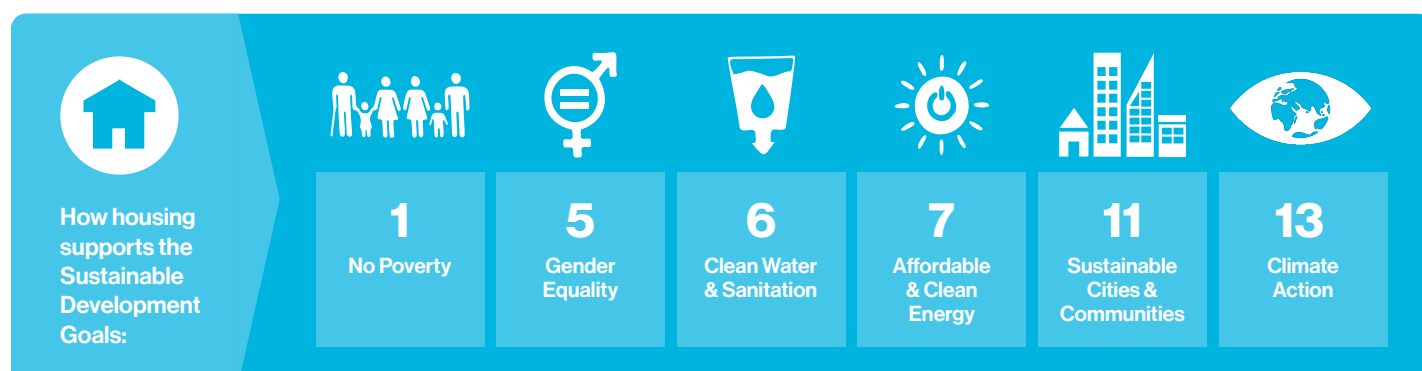 How housing
supports the
Sustainable
Development
Goals:
1
No Poverty
5
Gender
Equality
6
Clean Water
& Sanitation
7
Affordable
& Clean
Energy
11
Sustainable
Cities &
Communities
13
Climate
Action